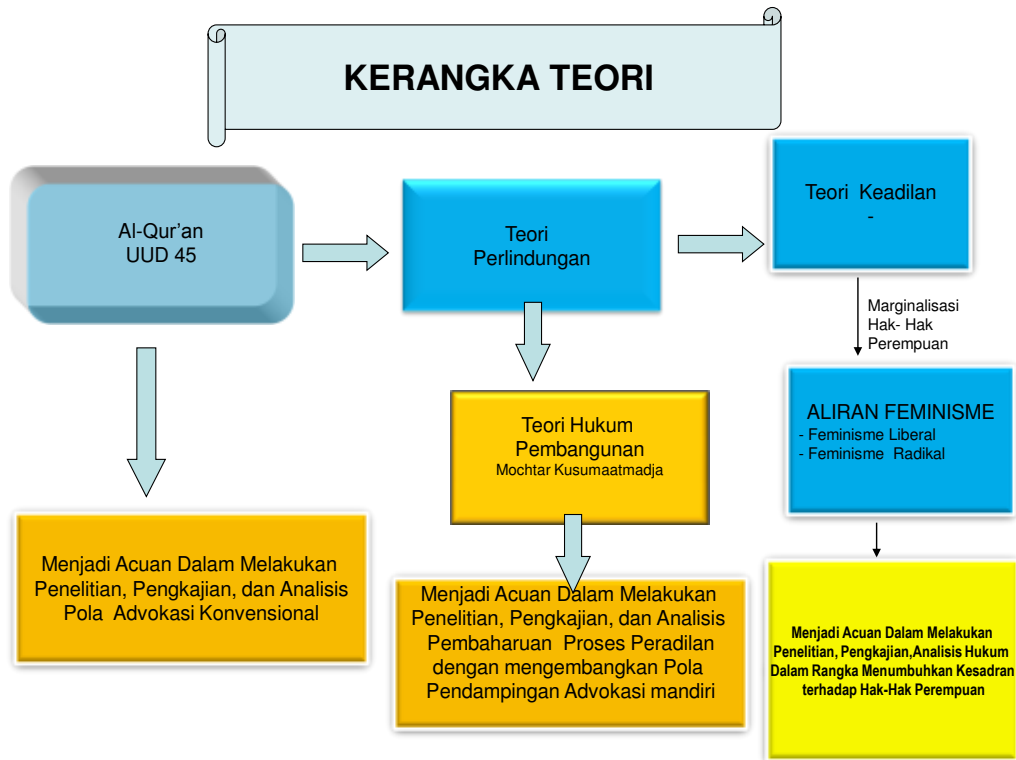 KERANGKA TEORI
Al-Qur'an
UUD 45
Teori
Perlindungan
Teori Keadilan
-
Marginalisasi
Hak- Hak
Perempuan
Teori Hukum
Pembangunan
Mochtar Kusumaatmadja
ALIRAN FEMINISME
- Feminisme Liberal
- Feminisme Radikal
Menjadi Acuan Dalam Melakukan
Penelitian, Pengkajian, dan Analisis
Pola Advokasi Konvensional
Menjadi Acuan Dalam Melakukan
Penelitian, Pengkajian, dan Analisis
Pembaharuan Proses Peradilan
dengan mengembangkan Pola
Pendampingan Advokasi mandiri
Menjadi Acuan Dalam Melakukan
Penelitian, Pengkajian,Analisis Hukum
Dalam Rangka Menumbuhkan Kesadran
terhadap Hak-Hak Perempuan